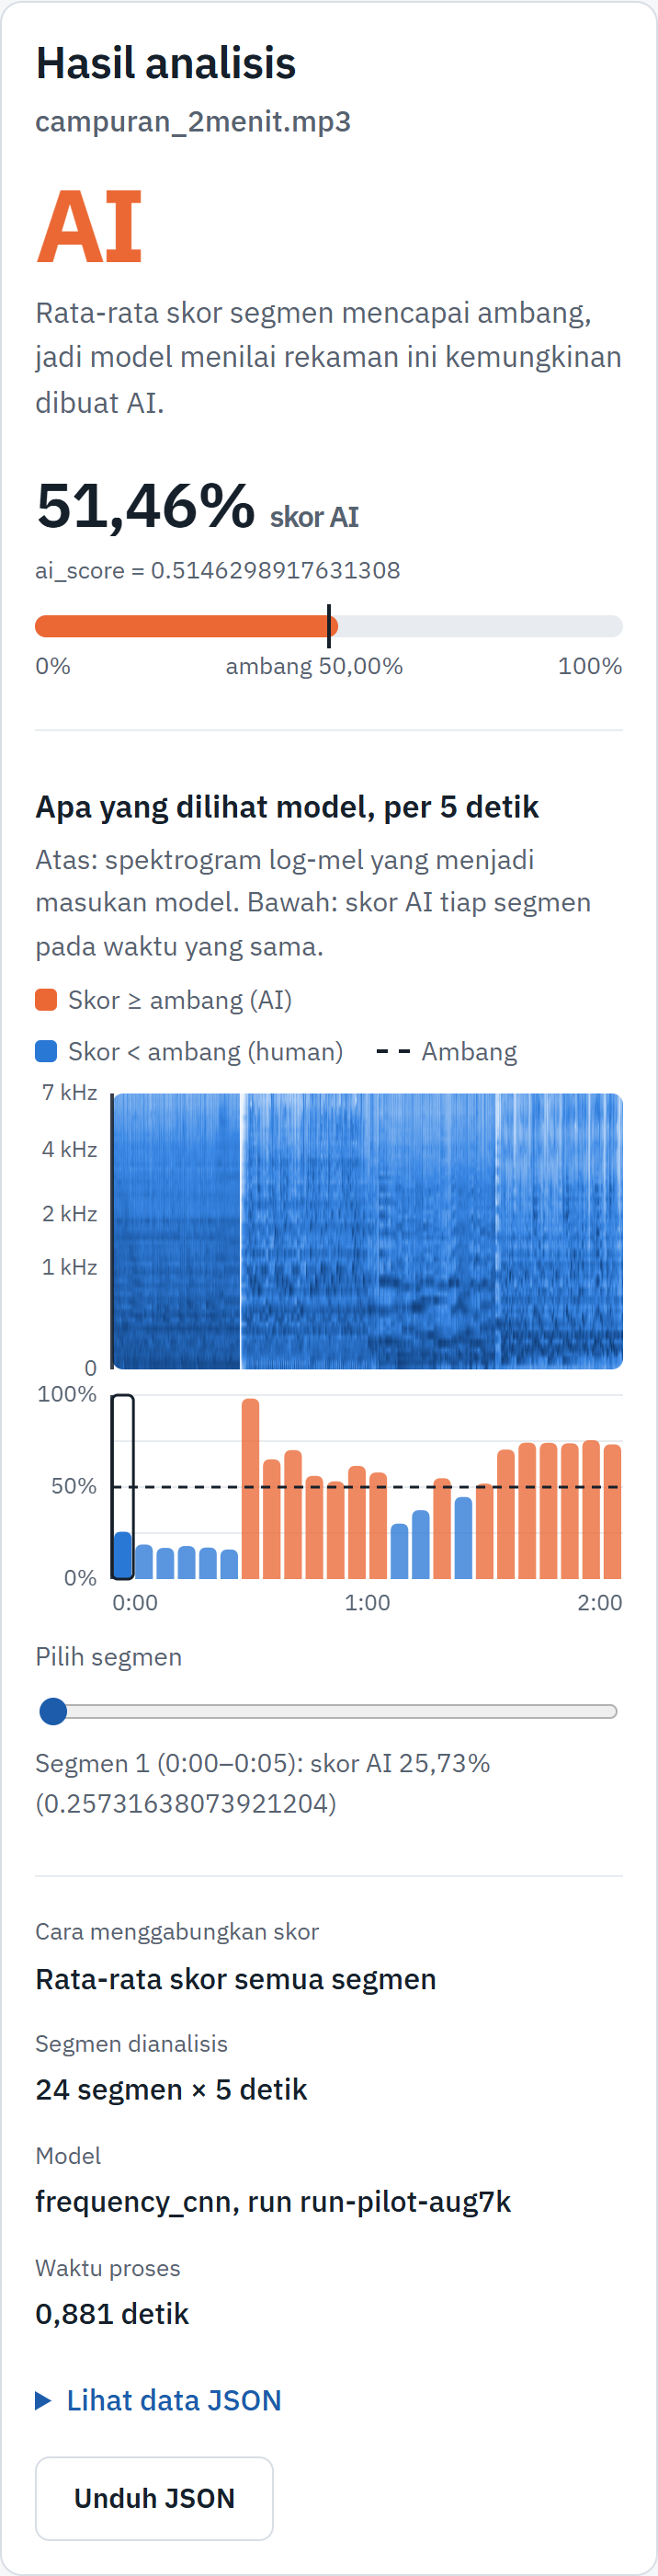 Hasil analisis
campuran_2menit.mp3
AI
Rata-rata skor segmen mencapai ambang,
jadi model menilai rekaman ini kemungkinan
dibuat AI.
51,46% skor AI
ai_score = 0.5146298917631308
0% ambang 50,00% 100%
Apa yang dilihat model, per 5 detik
Atas: spektrogram log-mel yang menjadi
masukan model. Bawah: skor AI tiap segmen
pada waktu yang sama.
Skor ≥ ambang (AI)
Skor < ambang (human) Ambang
7 kHz
4 kHz
2 kHz
1 kHz
0
100%
50%
0%
0:00 1:00 2:00
Pilih segmen
Segmen 1 (0:00–0:05): skor AI 25,73%
(0.25731638073921204)
Cara menggabungkan skor
Rata-rata skor semua segmen
Segmen dianalisis
24 segmen × 5 detik
Model
frequency_cnn, run run-pilot-aug7k
Waktu proses
0,881 detik
Lihat data JSON
Unduh JSON